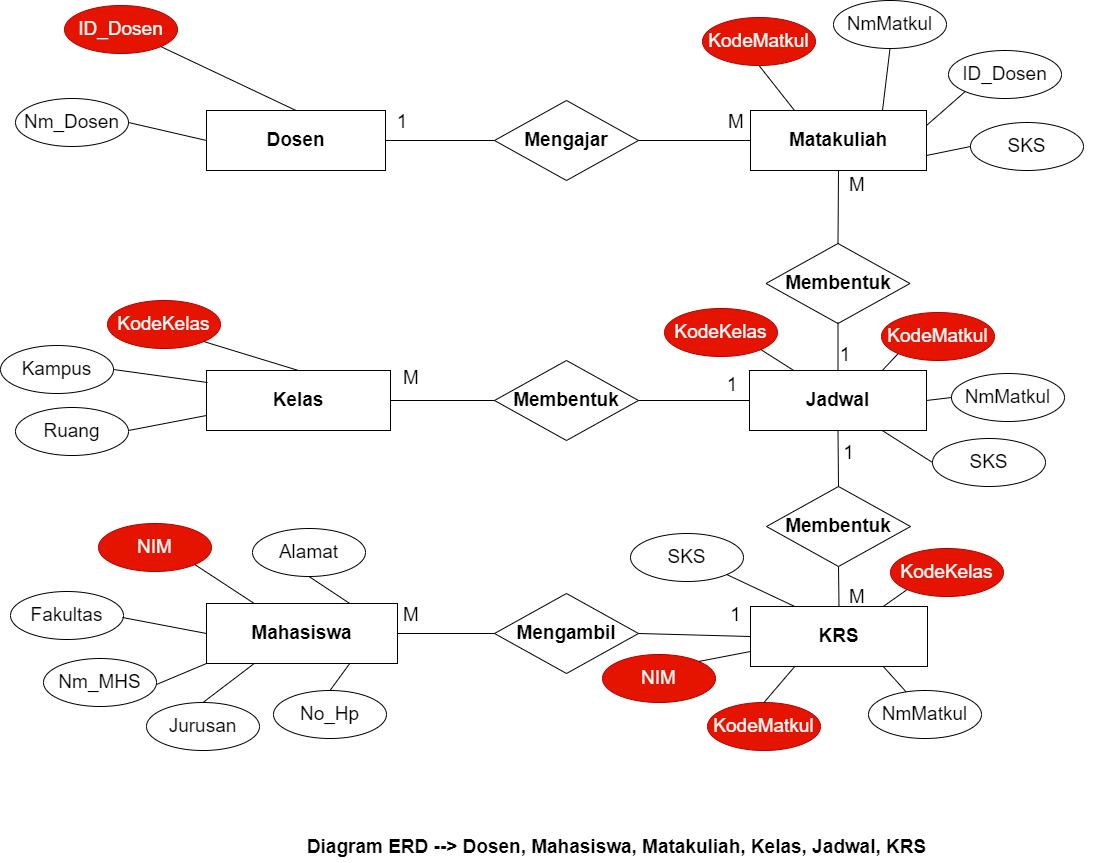 ID_Dosen
KodeMatkul
NmMatkul
ID_Dosen
Nm_Dosen
Dosen
1
Mengajar
M
Matakuliah
SKS
M
Membentuk
KodeKelas
KodeKelas
KodeMatkul
1
Kampus
Kelas
M
Membentuk
1
Jadwal
NmMatkul
Ruang
1
SKS
Membentuk
NIM
Alamat
SKS
KodeKelas
M
Fakultas
Mahasiswa
M
Mengambil
1
KRS
Nm_MHS
NIM
Jurusan
No_Hp
KodeMatkul
NmMatkul
Diagram ERD --> Dosen, Mahasiswa, Matakuliah, Kelas, Jadwal, KRS